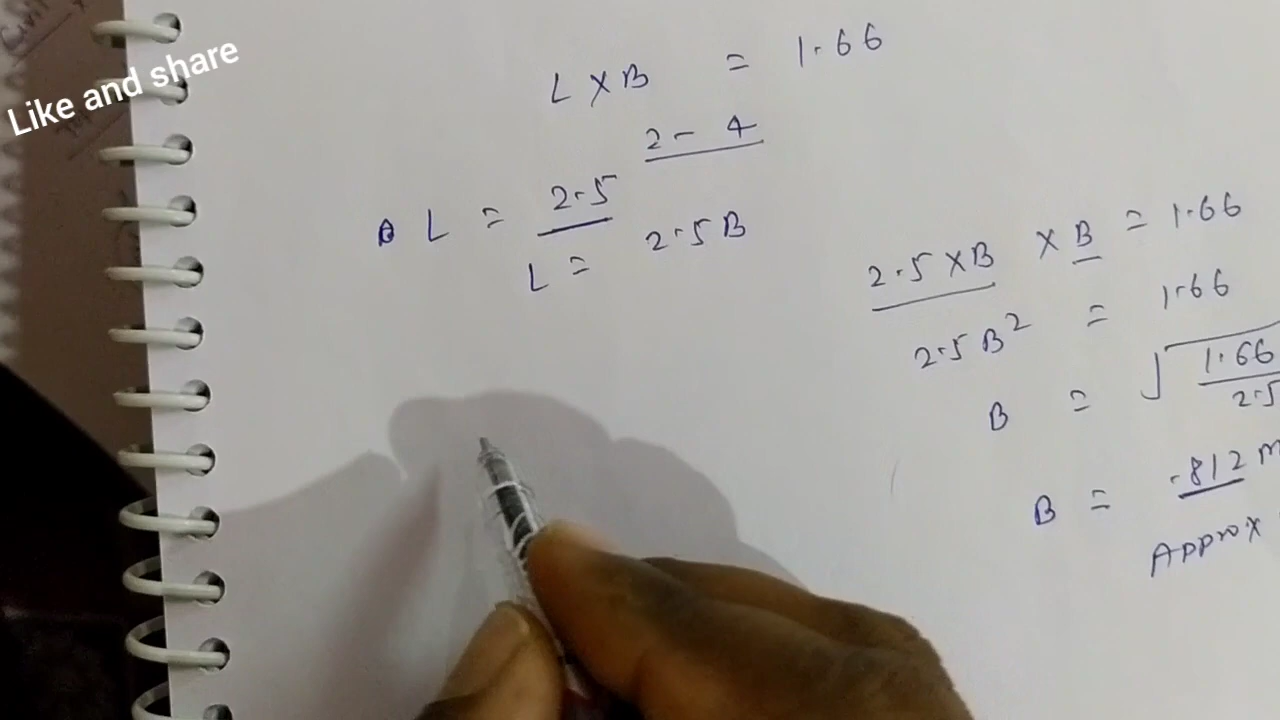 Like and share
L × B = 1.66
2 - 4
L = 2.5
L = 2.5 B
2.5 × B × B = 1.66
2.5 B² = 1.66
B = √ 1.66 / 2.5
B = .812 m
Approx